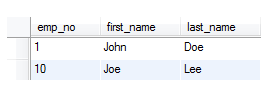 emp_no first_name last_name
1 John Doe
10 Joe Lee